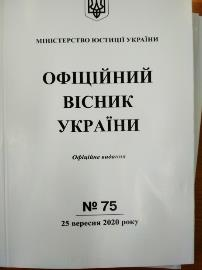 МІНІСТЕРСТВО ЮСТИЦІЇ УКРАЇНИ
ОФІЦІЙНИЙ
ВІСНИК
УКРАЇНИ
Офіційне видання
№ 75
25 вересня 2020 року